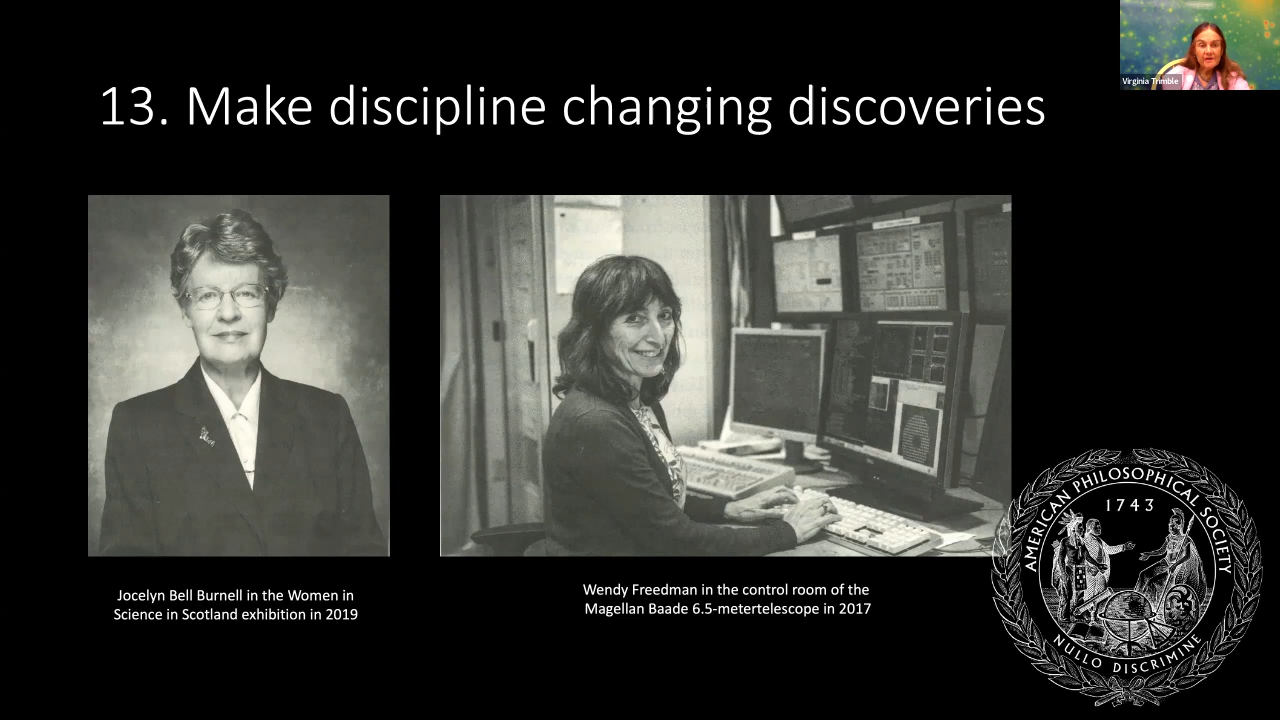 Virginia Trimble
13. Make discipline changing discoveries
AMERICAN PHILOSOPHICAL SOCIETY
1743
NULLO DISCRIMINE
Jocelyn Bell Burnell in the Women in
Science in Scotland exhibition in 2019
Wendy Freedman in the control room of the
Magellan Baade 6.5-metertelescope in 2017